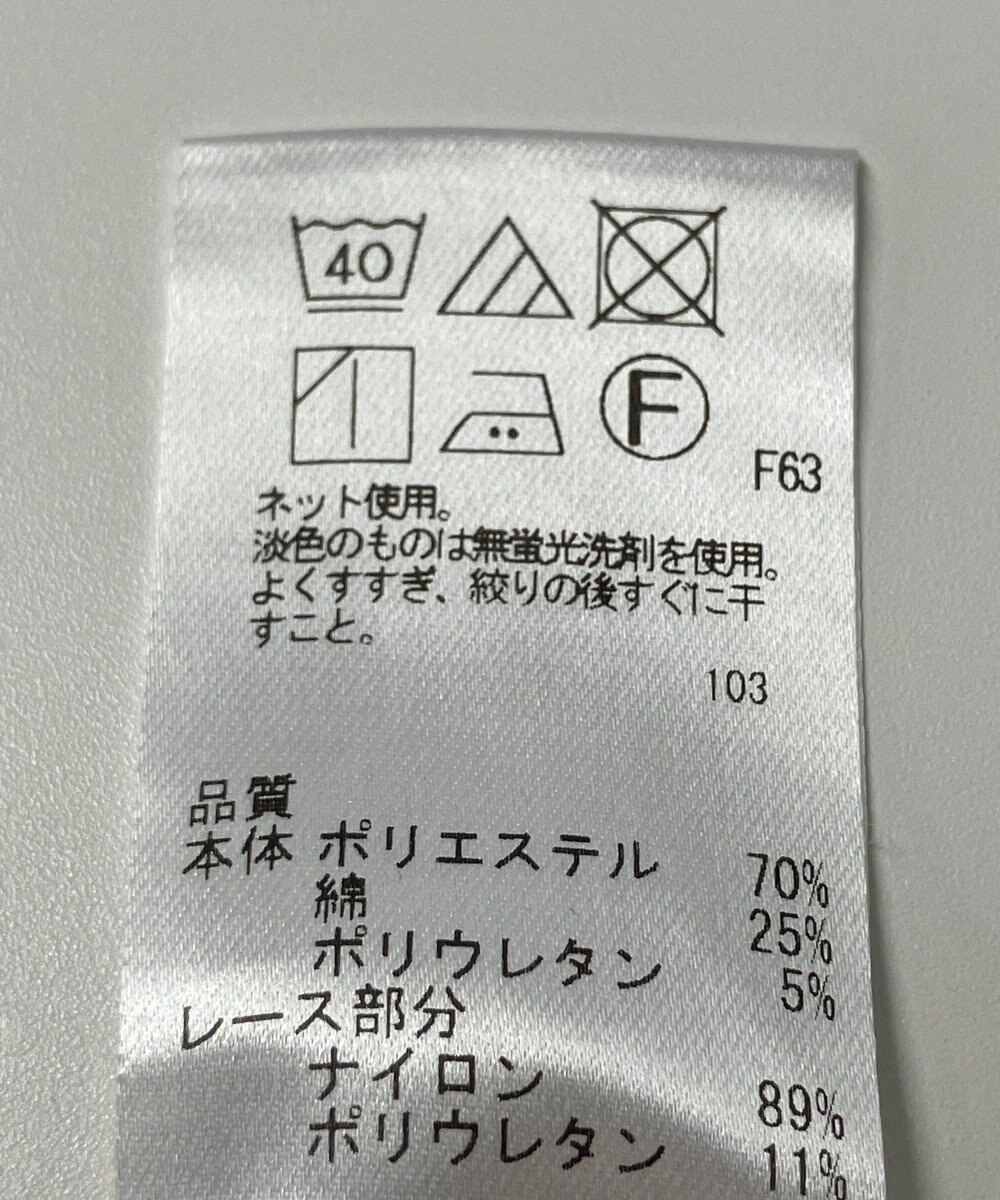 40
F
F63
ネット使用。
淡色のものは無蛍光洗剤を使用。
よくすすぎ、絞りの後すぐに干
すこと。
103
品質
本体 ポリエステル 70%
綿 25%
ポリウレタン 5%
レース部分
ナイロン 89%
ポリウレタン 11%